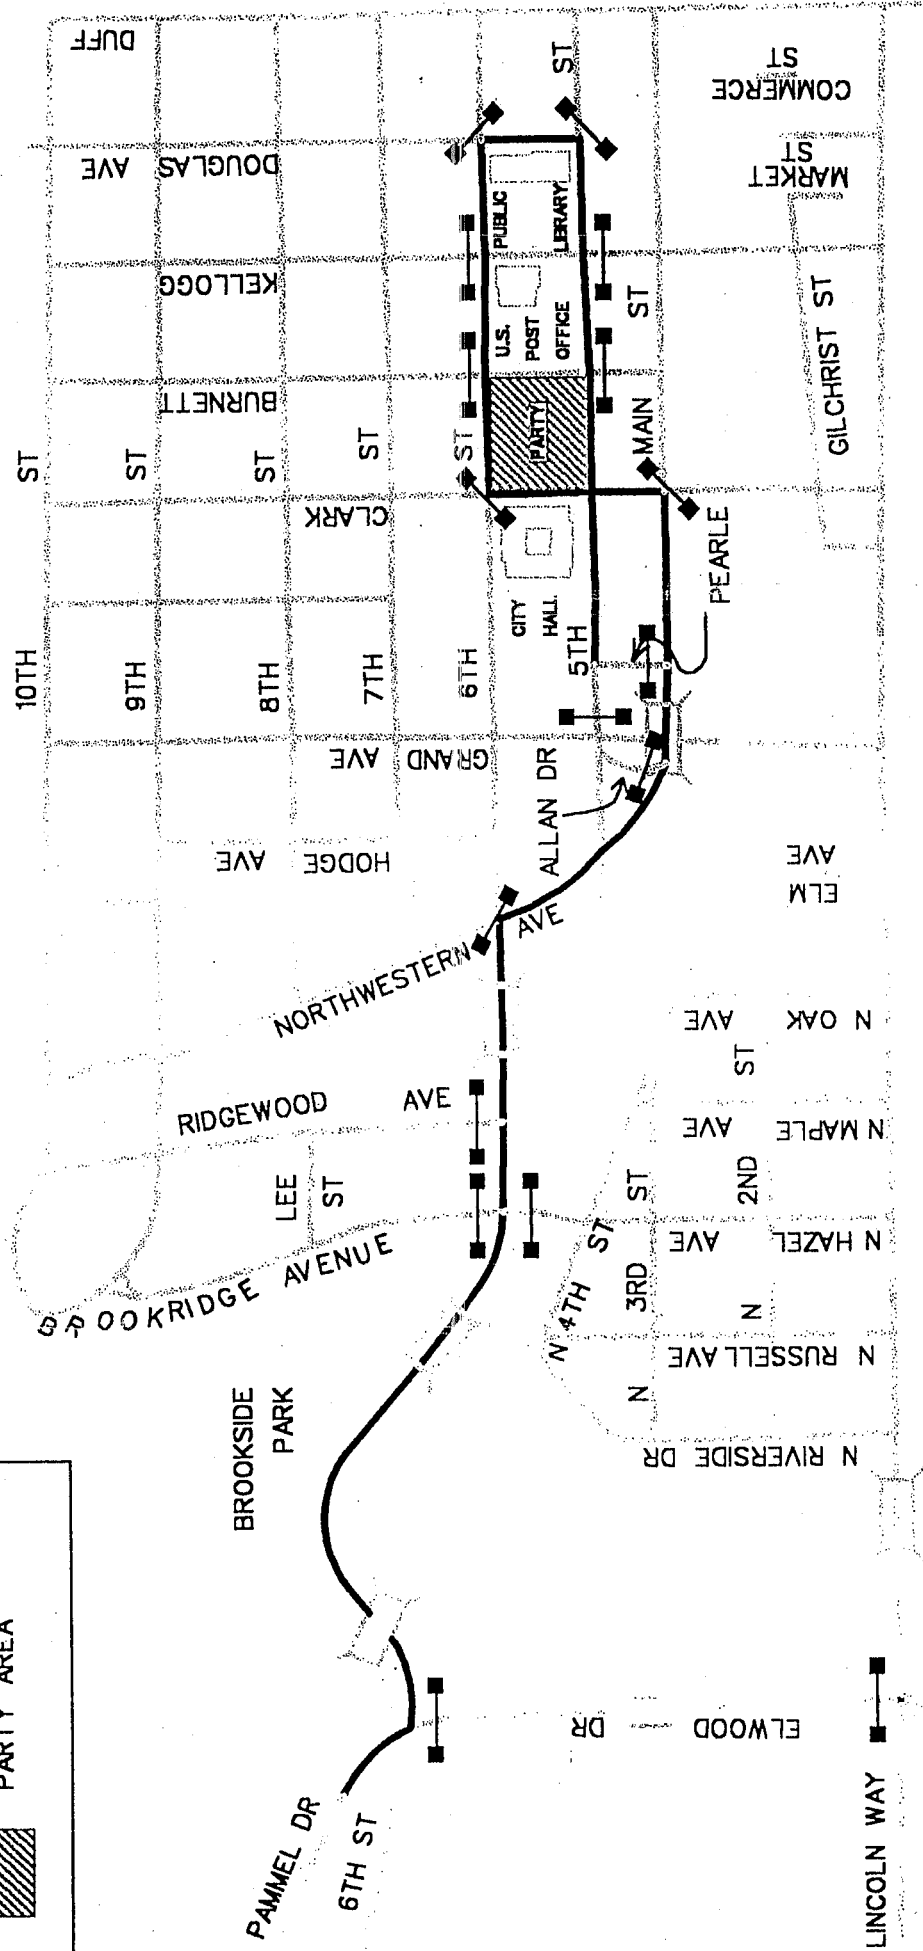 PARTY AREA
PAMMEL DR
6TH ST
LINCOLN WAY
ELWOOD DR
BROOKSIDE
PARK
BROOKRIDGE AVENUE
LEE
ST
RIDGEWOOD AVE
NORTHWESTERN AVE
N RIVERSIDE DR
N RUSSELL AVE
N HAZEL AVE
N MAPLE AVE
N OAK AVE
N 4TH ST
N 3RD ST
N 2ND ST
ELM
AVE
HODGE AVE
GRAND AVE
ALLAN DR
PEARLE
CLARK
BURNETT
KELLOGG
DOUGLAS AVE
DUFF
10TH ST
9TH ST
8TH ST
7TH ST
6TH ST
5TH ST
MAIN ST
CITY
HALL
PARTY
U.S.
POST
OFFICE
PUBLIC
LIBRARY
GILCHRIST ST
MARKET
ST
COMMERCE
ST